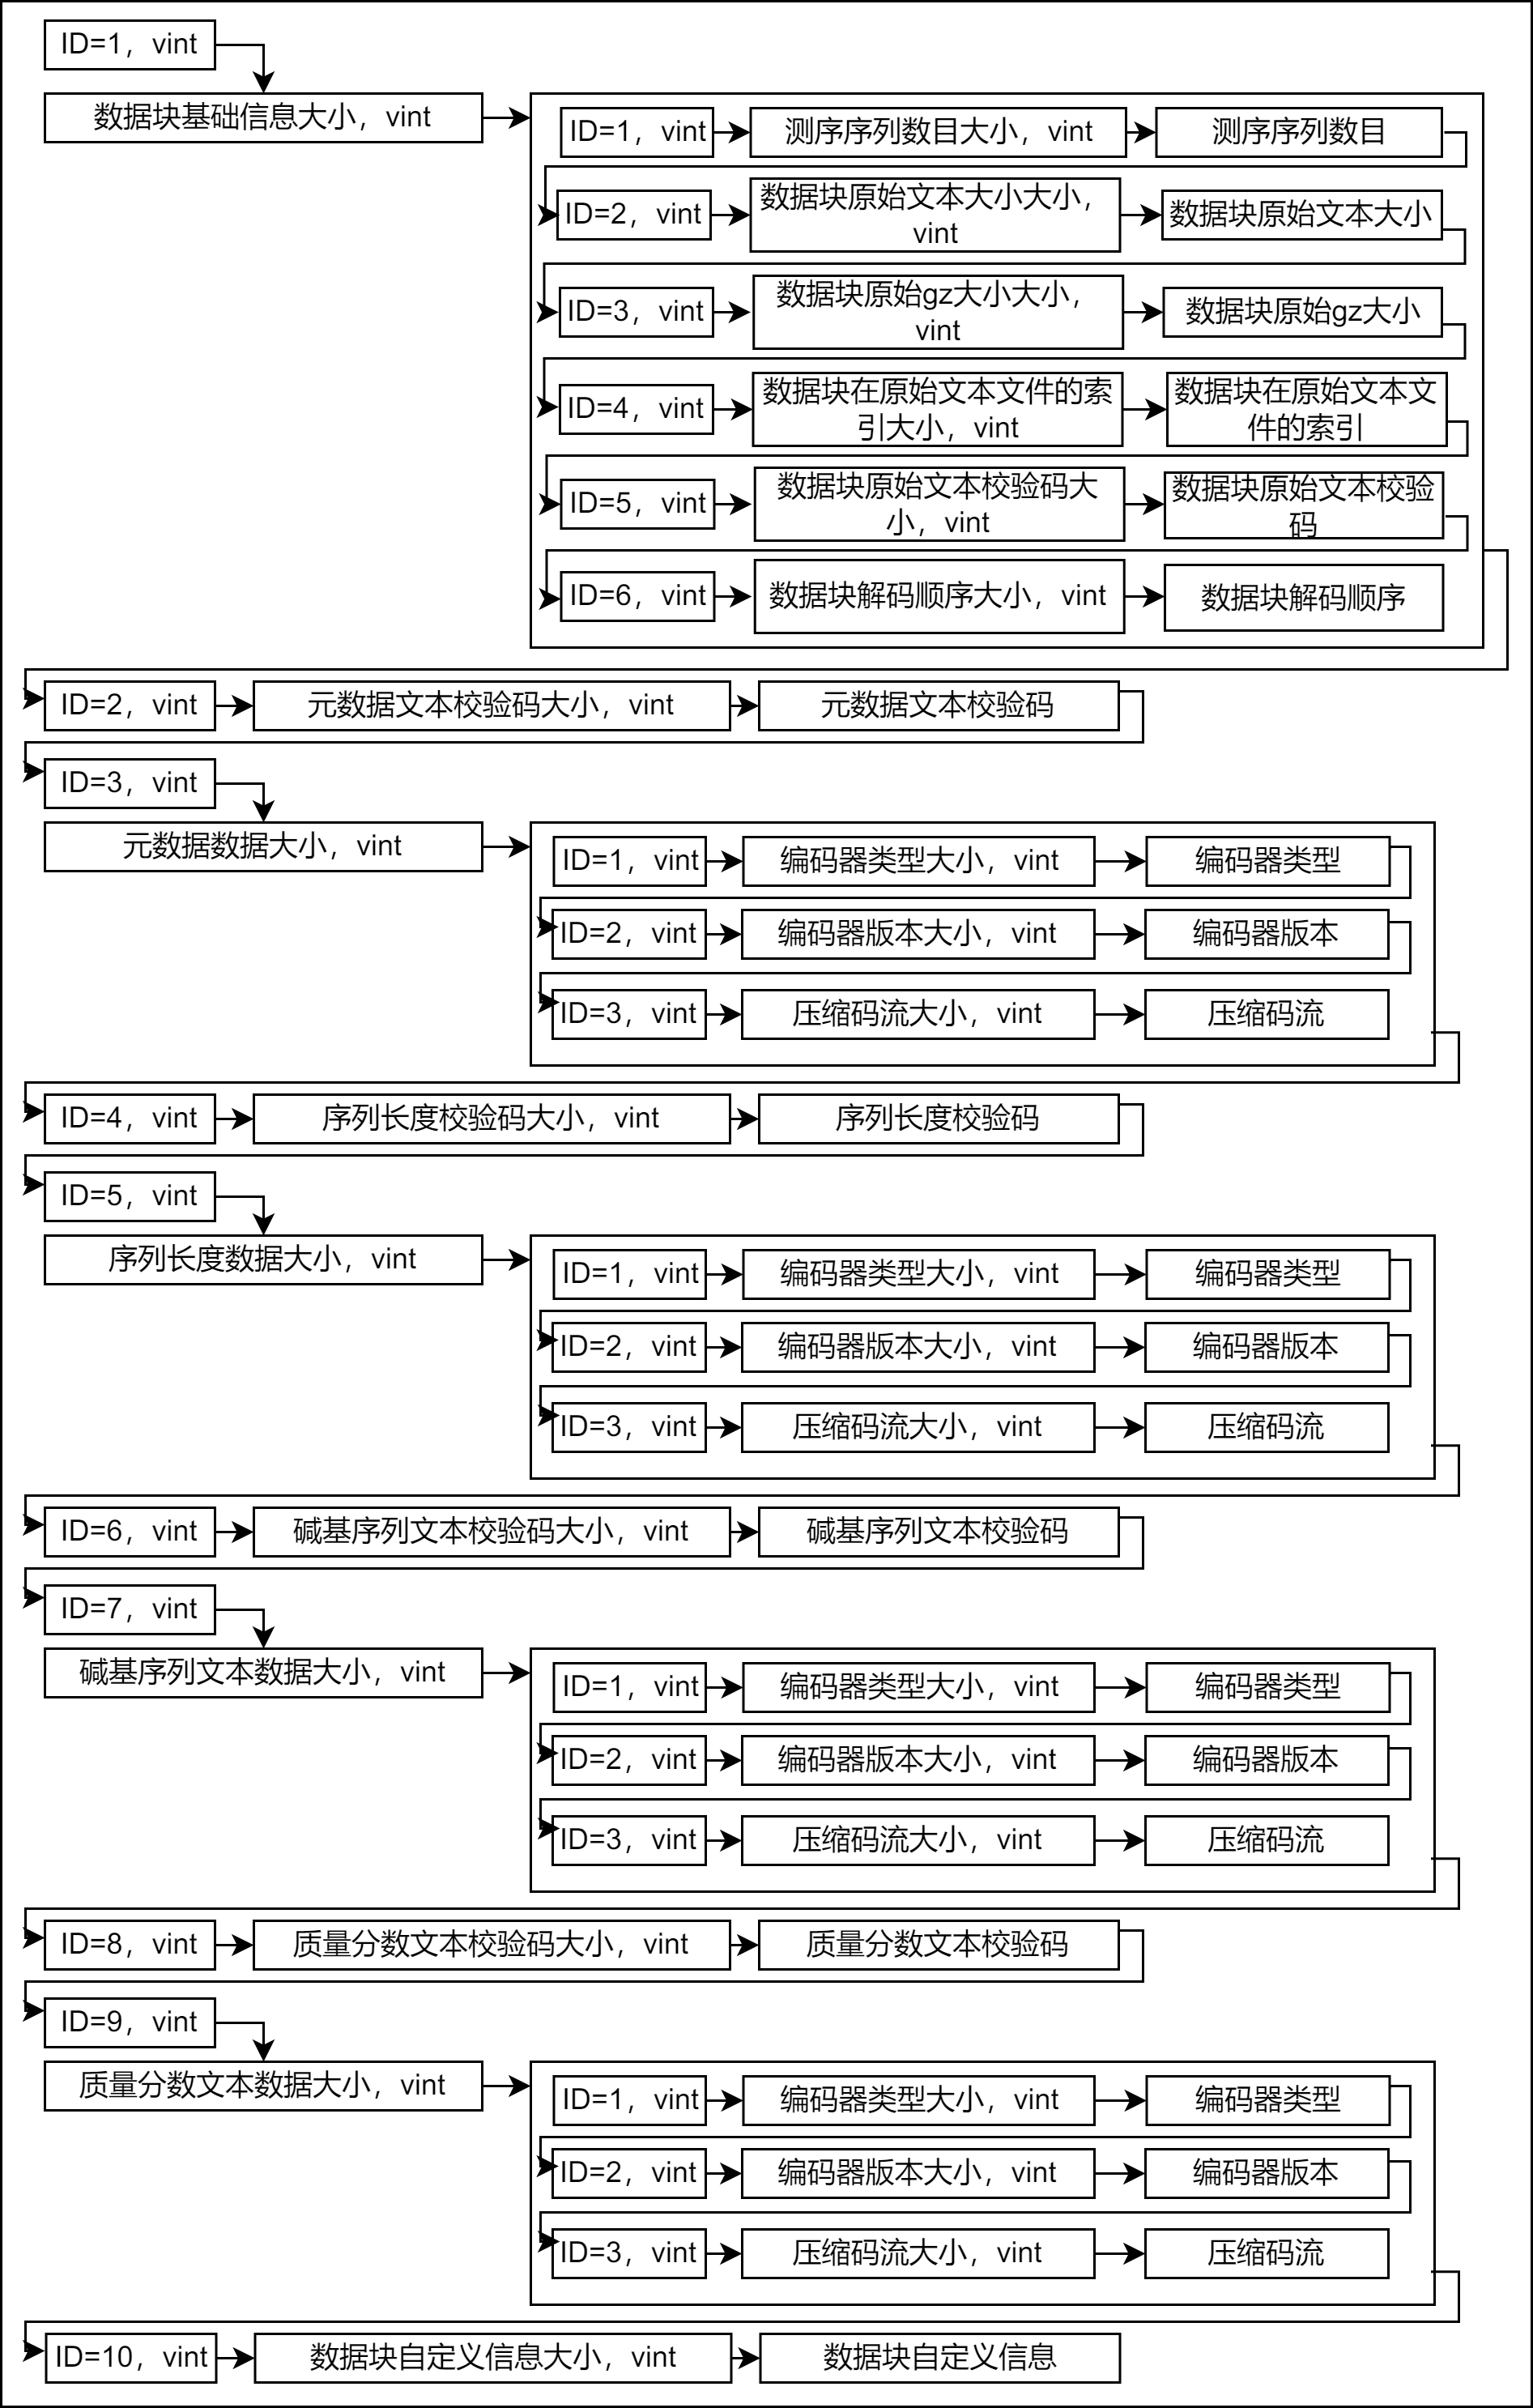 ID=1，vint
数据块基础信息大小，vint
ID=1，vint
测序序列数目大小，vint
测序序列数目
ID=2，vint
数据块原始文本大小大小，
vint
数据块原始文本大小
ID=3，vint
数据块原始gz大小大小，
vint
数据块原始gz大小
ID=4，vint
数据块在原始文本文件的索
引大小，vint
数据块在原始文本文
件的索引
ID=5，vint
数据块原始文本校验码大
小，vint
数据块原始文本校验
码
ID=6，vint
数据块解码顺序大小，vint
数据块解码顺序
ID=2，vint
元数据文本校验码大小，vint
元数据文本校验码
ID=3，vint
元数据数据大小，vint
ID=1，vint
编码器类型大小，vint
编码器类型
ID=2，vint
编码器版本大小，vint
编码器版本
ID=3，vint
压缩码流大小，vint
压缩码流
ID=4，vint
序列长度校验码大小，vint
序列长度校验码
ID=5，vint
序列长度数据大小，vint
ID=1，vint
编码器类型大小，vint
编码器类型
ID=2，vint
编码器版本大小，vint
编码器版本
ID=3，vint
压缩码流大小，vint
压缩码流
ID=6，vint
碱基序列文本校验码大小，vint
碱基序列文本校验码
ID=7，vint
碱基序列文本数据大小，vint
ID=1，vint
编码器类型大小，vint
编码器类型
ID=2，vint
编码器版本大小，vint
编码器版本
ID=3，vint
压缩码流大小，vint
压缩码流
ID=8，vint
质量分数文本校验码大小，vint
质量分数文本校验码
ID=9，vint
质量分数文本数据大小，vint
ID=1，vint
编码器类型大小，vint
编码器类型
ID=2，vint
编码器版本大小，vint
编码器版本
ID=3，vint
压缩码流大小，vint
压缩码流
ID=10，vint
数据块自定义信息大小，vint
数据块自定义信息